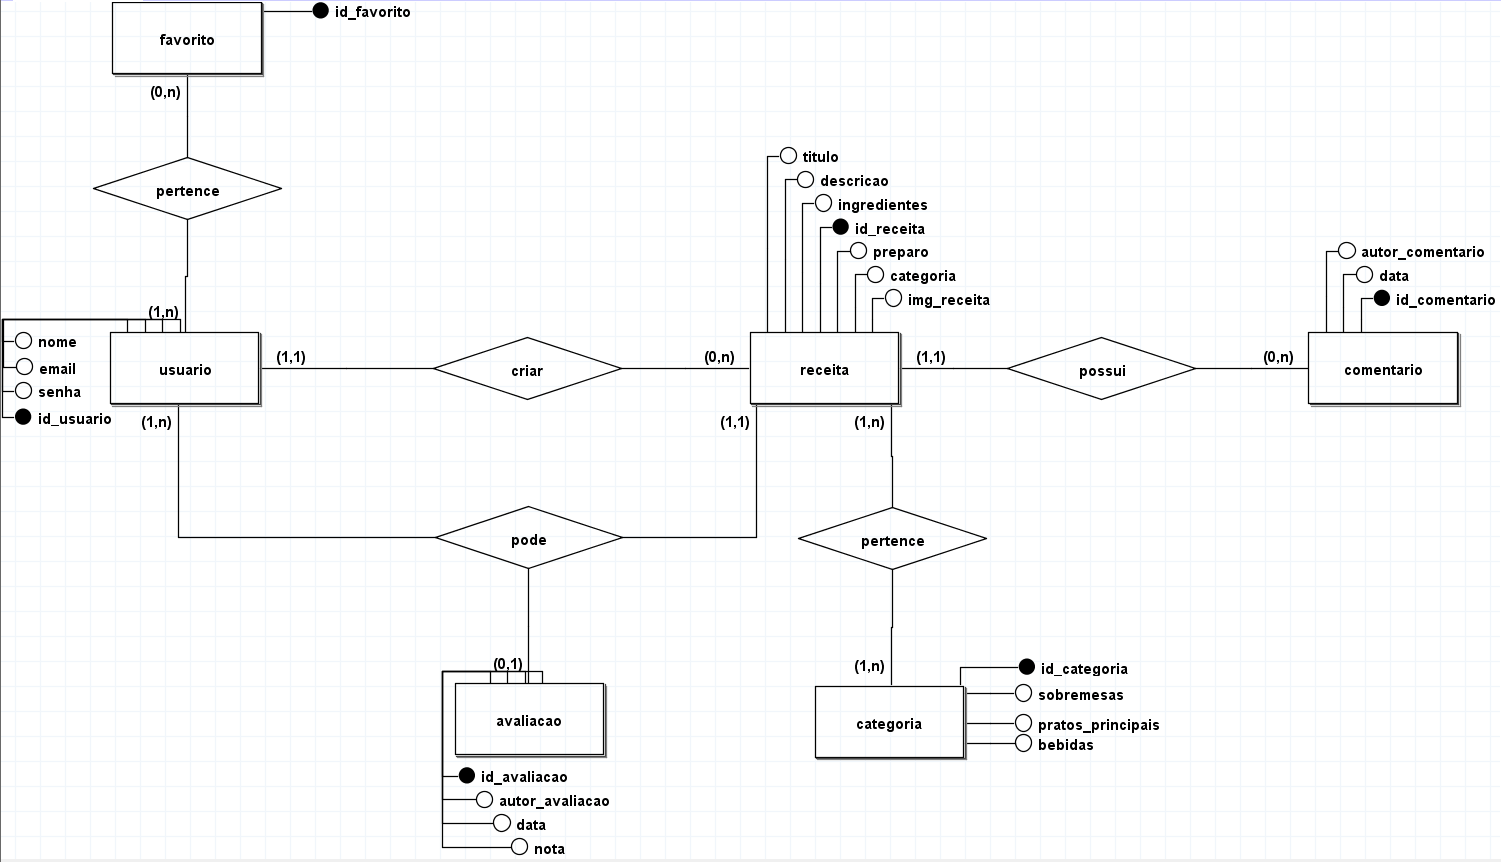 id_favorito
favorito
(0,n)
pertence
titulo
descricao
ingredientes
id_receita
preparo
categoria
img_receita
autor_comentario
data
id_comentario
(1,n)
nome
email
senha
id_usuario
usuario
(1,1)
criar
(0,n)
receita
(1,1)
possui
(0,n)
comentario
(1,n)
(1,1)
(1,n)
pode
pertence
(0,1)
avaliacao
(1,n)
categoria
id_categoria
sobremesas
pratos_principais
bebidas
id_avaliacao
autor_avaliacao
data
nota